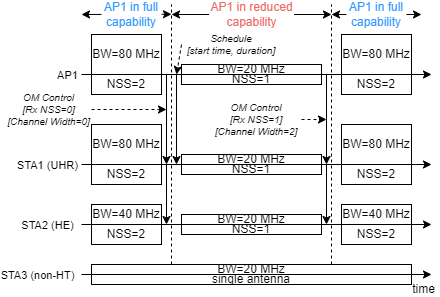 AP1 in full
capability
AP1 in reduced
capability
AP1 in full
capability
Schedule
[start time, duration]
BW=80 MHz
NSS=2
BW=20 MHz
NSS=1
BW=80 MHz
NSS=2
AP1
OM Control
[Rx NSS=0]
[Channel Width=0]
OM Control
[Rx NSS=1]
[Channel Width=2]
BW=80 MHz
NSS=2
BW=20 MHz
NSS=1
BW=80 MHz
NSS=2
STA1 (UHR)
BW=40 MHz
NSS=2
BW=20 MHz
NSS=1
BW=40 MHz
NSS=2
STA2 (HE)
STA3 (non-HT)
BW=20 MHz
single antenna
time